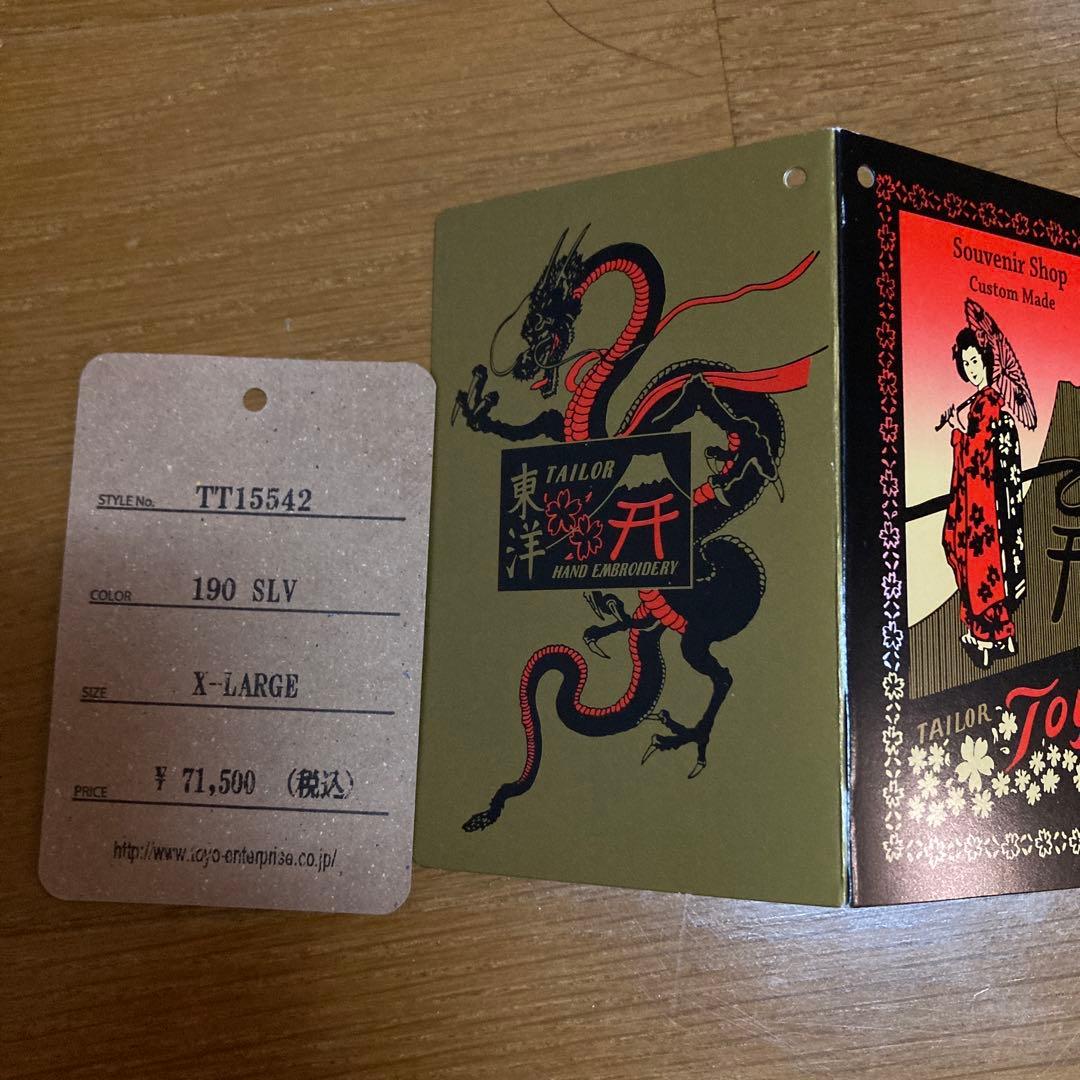 STYLE No. TT15542
COLOR 190 SLV
SIZE X-LARGE
PRICE ¥ 71,500 (税込)
http://www.toyo-enterprise.co.jp/
東洋
TAILOR
HAND EMBROIDERY
Souvenir Shop
Custom Made
TAILOR